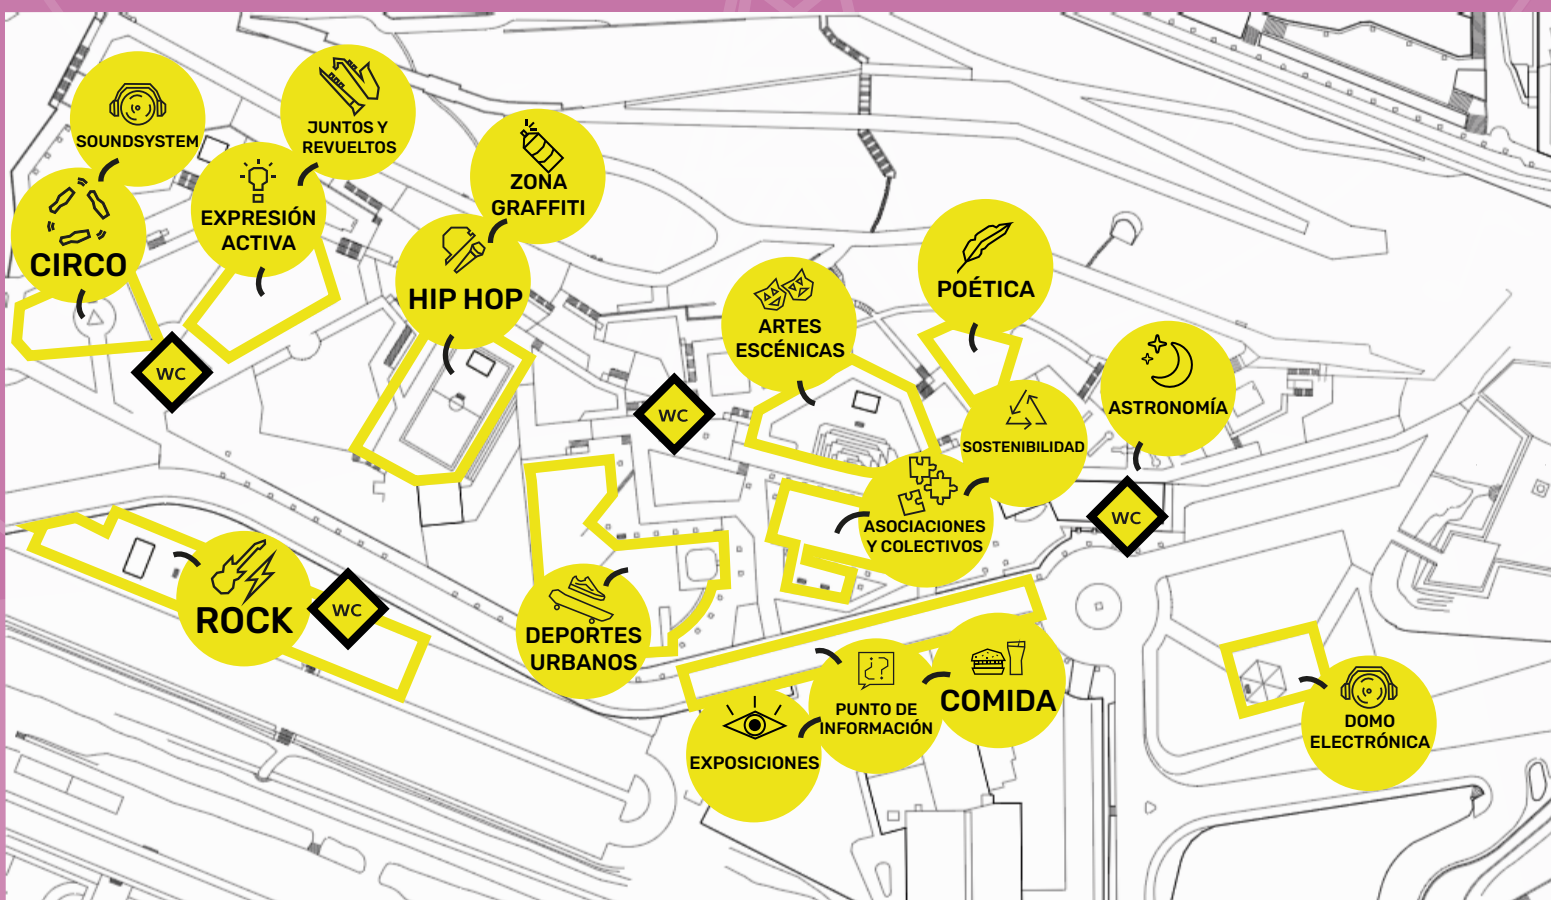 SOUNDSYSTEM
JUNTOS Y
REVUELTOS
ZONA
GRAFFITI
EXPRESIÓN
ACTIVA
CIRCO
HIP HOP
POÉTICA
ARTES
ESCÉNICAS
WC
WC
ASTRONOMÍA
SOSTENIBILIDAD
ASOCIACIONES
Y COLECTIVOS
WC
ROCK
WC
DEPORTES
URBANOS
EXPOSICIONES
¿?
PUNTO DE
INFORMACIÓN
COMIDA
DOMO
ELECTRÓNICA